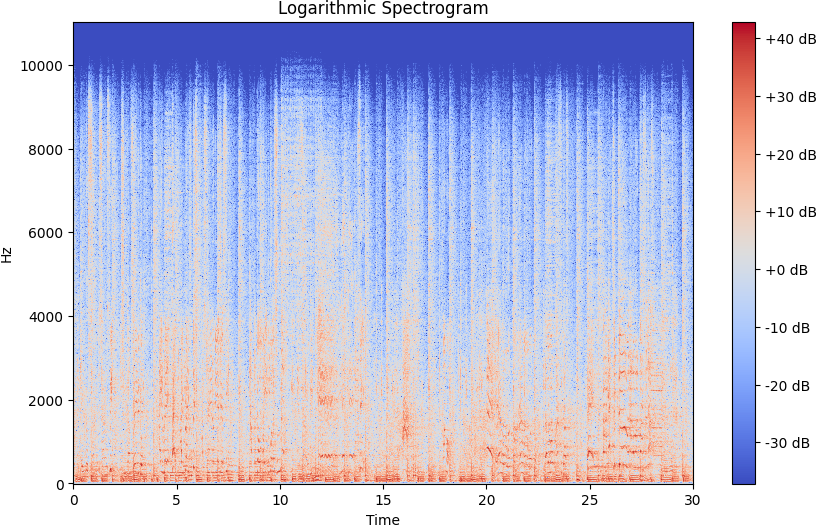 Logarithmic Spectrogram
Hz
10000
8000
6000
4000
2000
0
0 5 10 15 20 25 30
Time
+40 dB
+30 dB
+20 dB
+10 dB
+0 dB
-10 dB
-20 dB
-30 dB